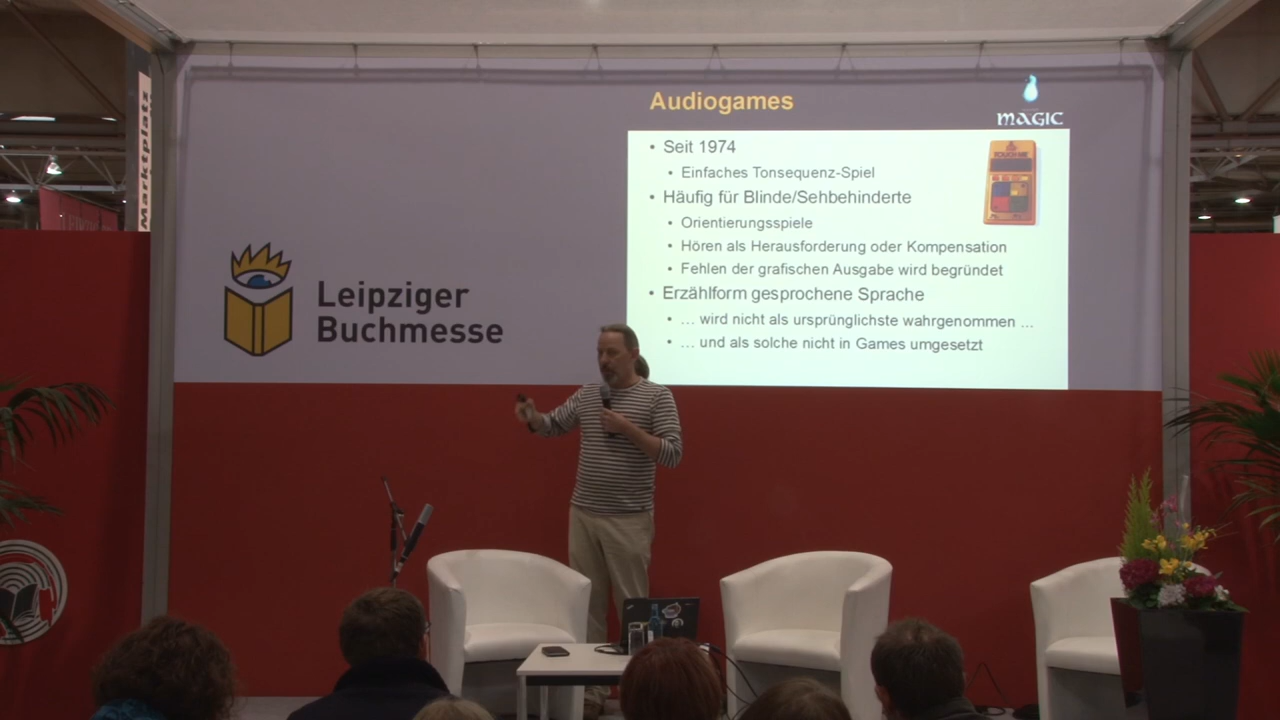 Marktplatz
Audiogames
MAGIC
• Seit 1974
• Einfaches Tonsequenz-Spiel
TOUCH ME
• Häufig für Blinde/Sehbehinderte
• Orientierungsspiele
• Hören als Herausforderung oder Kompensation
• Fehlen der grafischen Ausgabe wird begründet
• Erzählform gesprochene Sprache
• … wird nicht als ursprünglichste wahrgenommen …
• … und als solche nicht in Games umgesetzt
Leipziger
Buchmesse